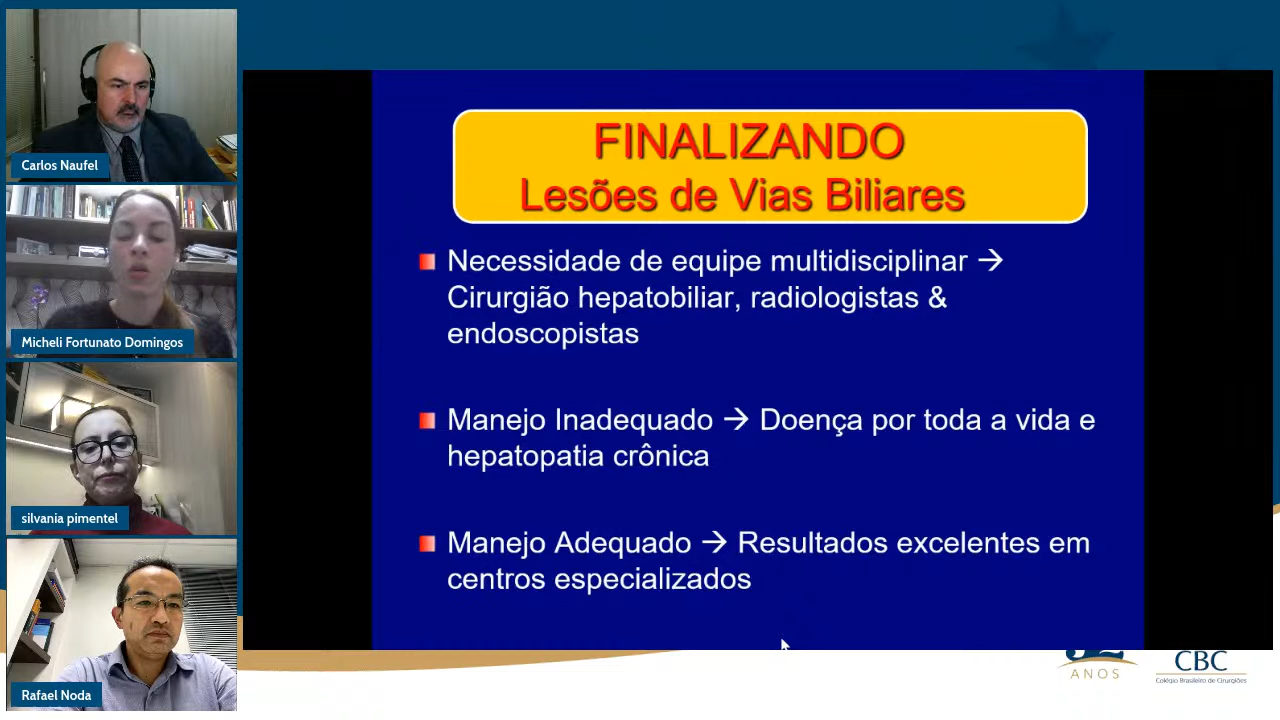 Carlos Naufel
Micheli Fortunato Domingos
silvania pimentel
Rafael Noda
FINALIZANDO
Lesões de Vias Biliares
Necessidade de equipe multidisciplinar →
Cirurgião hepatobiliar, radiologistas &
endoscopistas
Manejo Inadequado → Doença por toda a vida e
hepatopatia crônica
Manejo Adequado → Resultados excelentes em
centros especializados
ANOS
CBC
Colégio Brasileiro de Cirurgiões